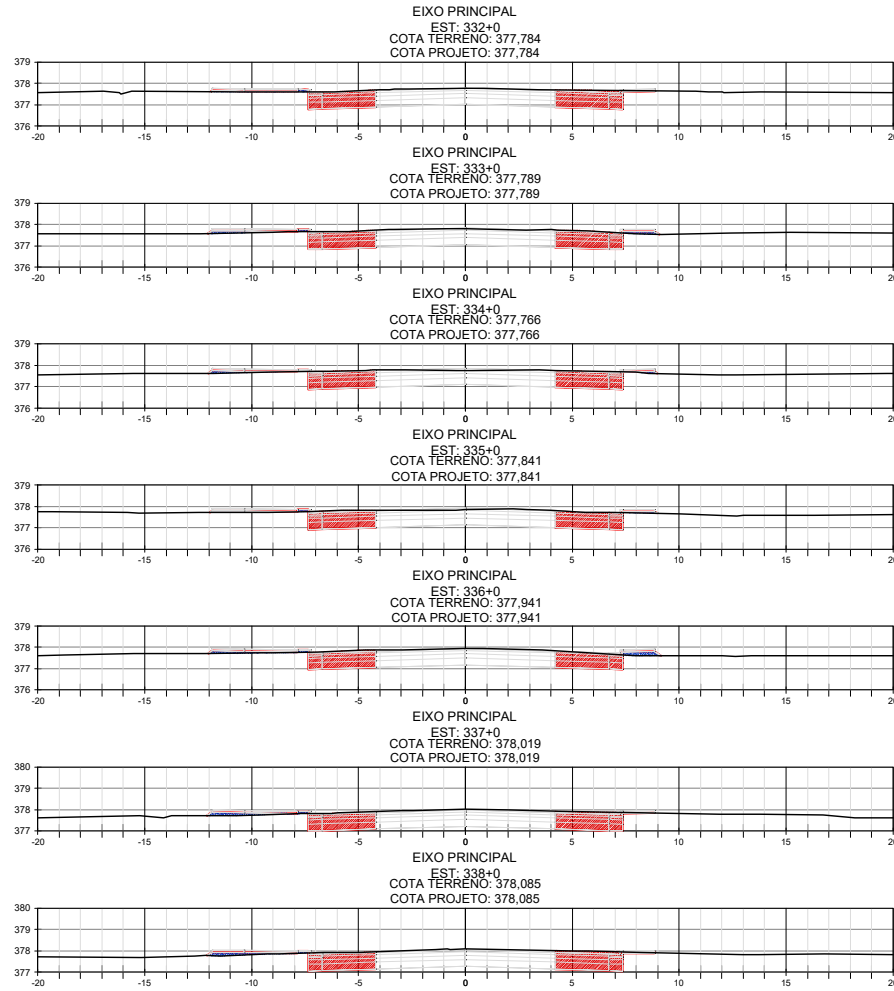 EIXO PRINCIPAL
EST: 332+0
COTA TERRENO: 377,784
COTA PROJETO: 377,784
379
378
377
376
-20 -15 -10 -5 0 5 10 15 20
EIXO PRINCIPAL
EST: 333+0
COTA TERRENO: 377,789
COTA PROJETO: 377,789
379
378
377
376
-20 -15 -10 -5 0 5 10 15 20
EIXO PRINCIPAL
EST: 334+0
COTA TERRENO: 377,766
COTA PROJETO: 377,766
379
378
377
376
-20 -15 -10 -5 0 5 10 15 20
EIXO PRINCIPAL
EST: 335+0
COTA TERRENO: 377,841
COTA PROJETO: 377,841
379
378
377
376
-20 -15 -10 -5 0 5 10 15 20
EIXO PRINCIPAL
EST: 336+0
COTA TERRENO: 377,941
COTA PROJETO: 377,941
379
378
377
376
-20 -15 -10 -5 0 5 10 15 20
EIXO PRINCIPAL
EST: 337+0
COTA TERRENO: 378,019
COTA PROJETO: 378,019
380
379
378
377
-20 -15 -10 -5 0 5 10 15 20
EIXO PRINCIPAL
EST: 338+0
COTA TERRENO: 378,085
COTA PROJETO: 378,085
380
379
378
377
-20 -15 -10 -5 0 5 10 15 20